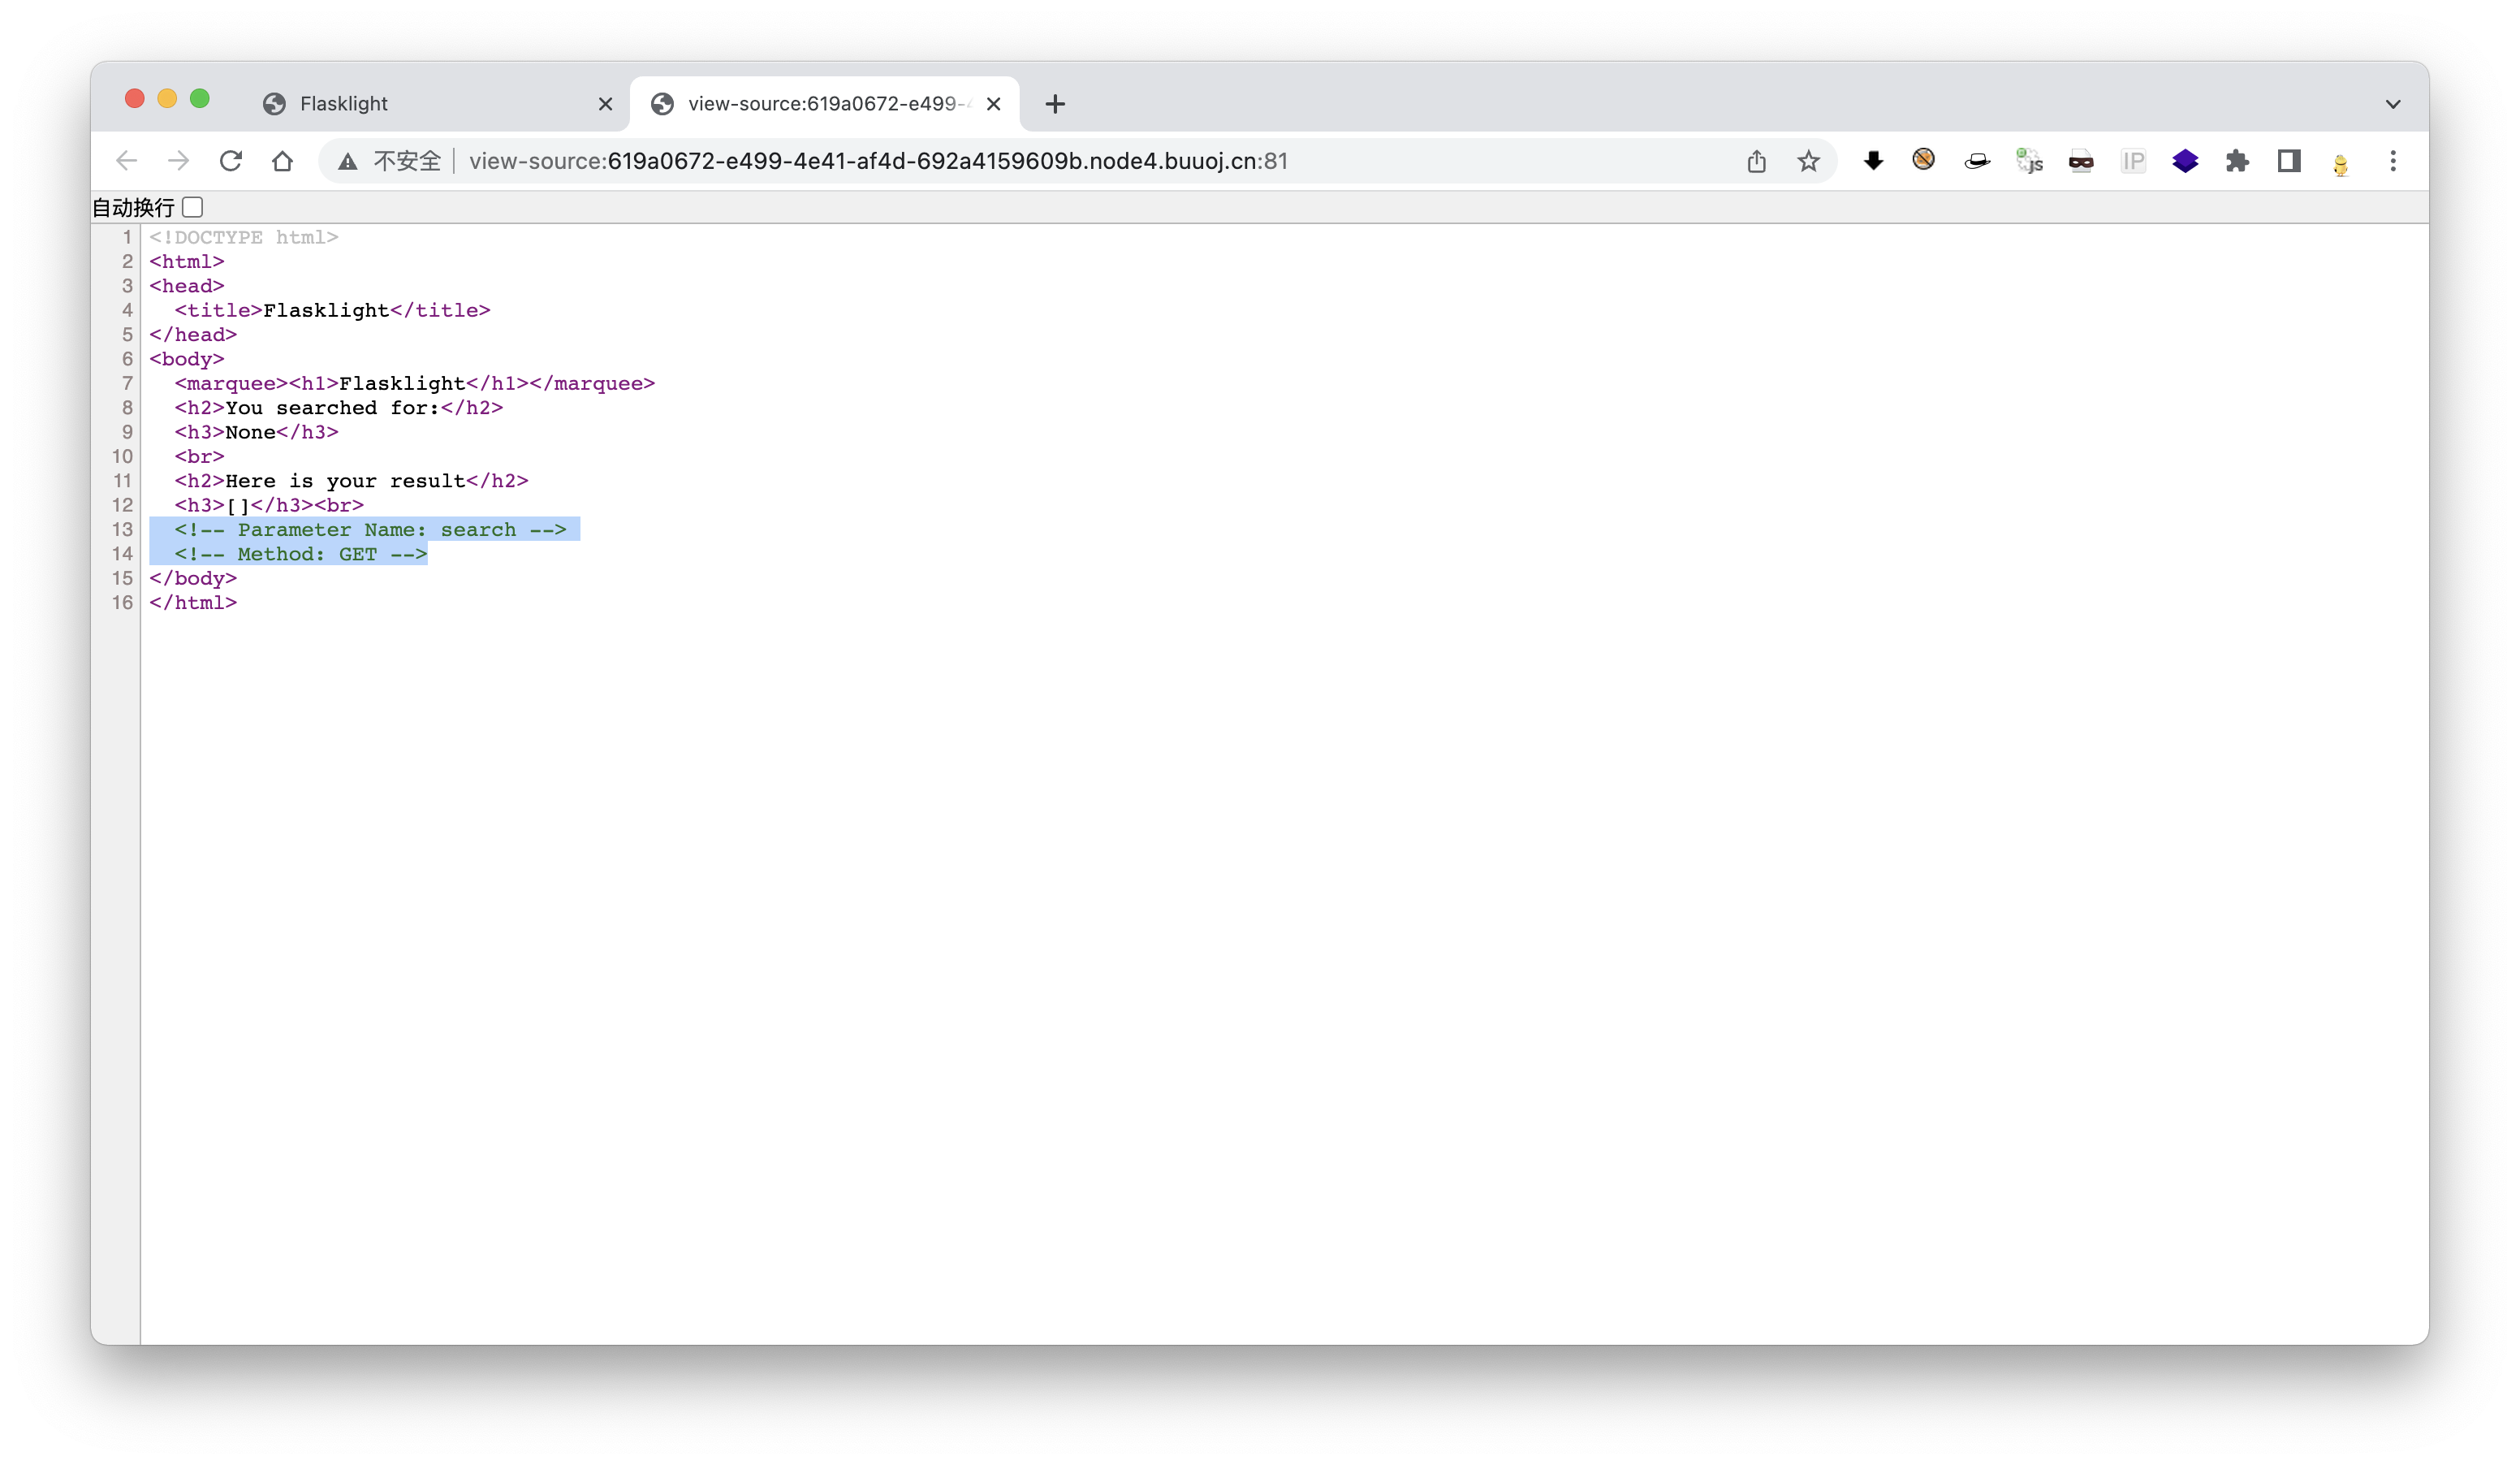 Flasklight
view-source:619a0672-e499-
不安全 view-source:619a0672-e499-4e41-af4d-692a4159609b.node4.buuoj.cn:81
JS
IP
自动换行
1 <!DOCTYPE html>
2 <html>
3 <head>
4 <title>Flasklight</title>
5 </head>
6 <body>
7 <marquee><h1>Flasklight</h1></marquee>
8 <h2>You searched for:</h2>
9 <h3>None</h3>
10 <br>
11 <h2>Here is your result</h2>
12 <h3>[]</h3><br>
13 <!-- Parameter Name: search -->
14 <!-- Method: GET -->
15 </body>
16 </html>